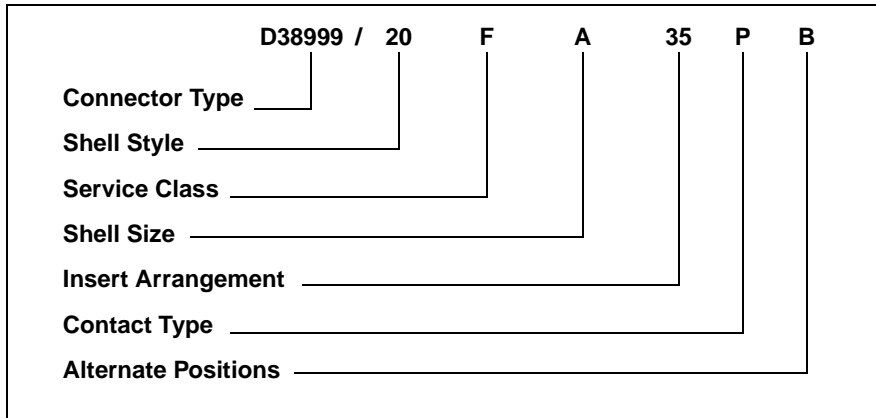 D38999 / 20 F A 35 P B
Connector Type
Shell Style
Service Class
Shell Size
Insert Arrangement
Contact Type
Alternate Positions